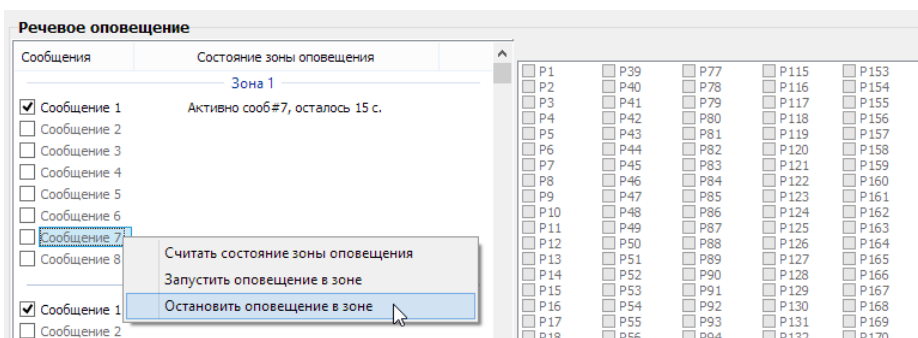 Речевое оповещение
Сообщения Состояние зоны оповещения
Зона 1
Сообщение 1 Активно сооб#7, осталось 15 с.
Сообщение 2
Сообщение 3
Сообщение 4
Сообщение 5
Сообщение 6
Сообщение 7
Сообщение 8
Считать состояние зоны оповещения
Запустить оповещение в зоне
Остановить оповещение в зоне
Сообщение 1
Сообщение 2
P1 P39 P77 P115 P153
P2 P40 P78 P116 P154
P3 P41 P79 P117 P155
P4 P42 P80 P118 P156
P5 P43 P81 P119 P157
P6 P44 P82 P120 P158
P7 P45 P83 P121 P159
P8 P46 P84 P122 P160
P9 P47 P85 P123 P161
P10 P48 P86 P124 P162
P11 P49 P87 P125 P163
P12 P50 P88 P126 P164
P13 P51 P89 P127 P165
P14 P52 P90 P128 P166
P15 P53 P91 P129 P167
P16 P54 P92 P130 P168
P17 P55 P93 P131 P169
P18 P56 P94 P132 P170